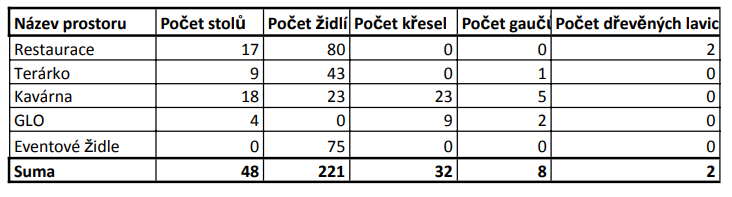 Název prostoru Počet stolů Počet židlí Počet křesel Počet gaučů Počet dřevěných lavic
Restaurace 17 80 0 0 2
Terárko 9 43 0 1 0
Kavárna 18 23 23 5 0
GLO 4 0 9 2 0
Eventové židle 0 75 0 0 0
Suma 48 221 32 8 2